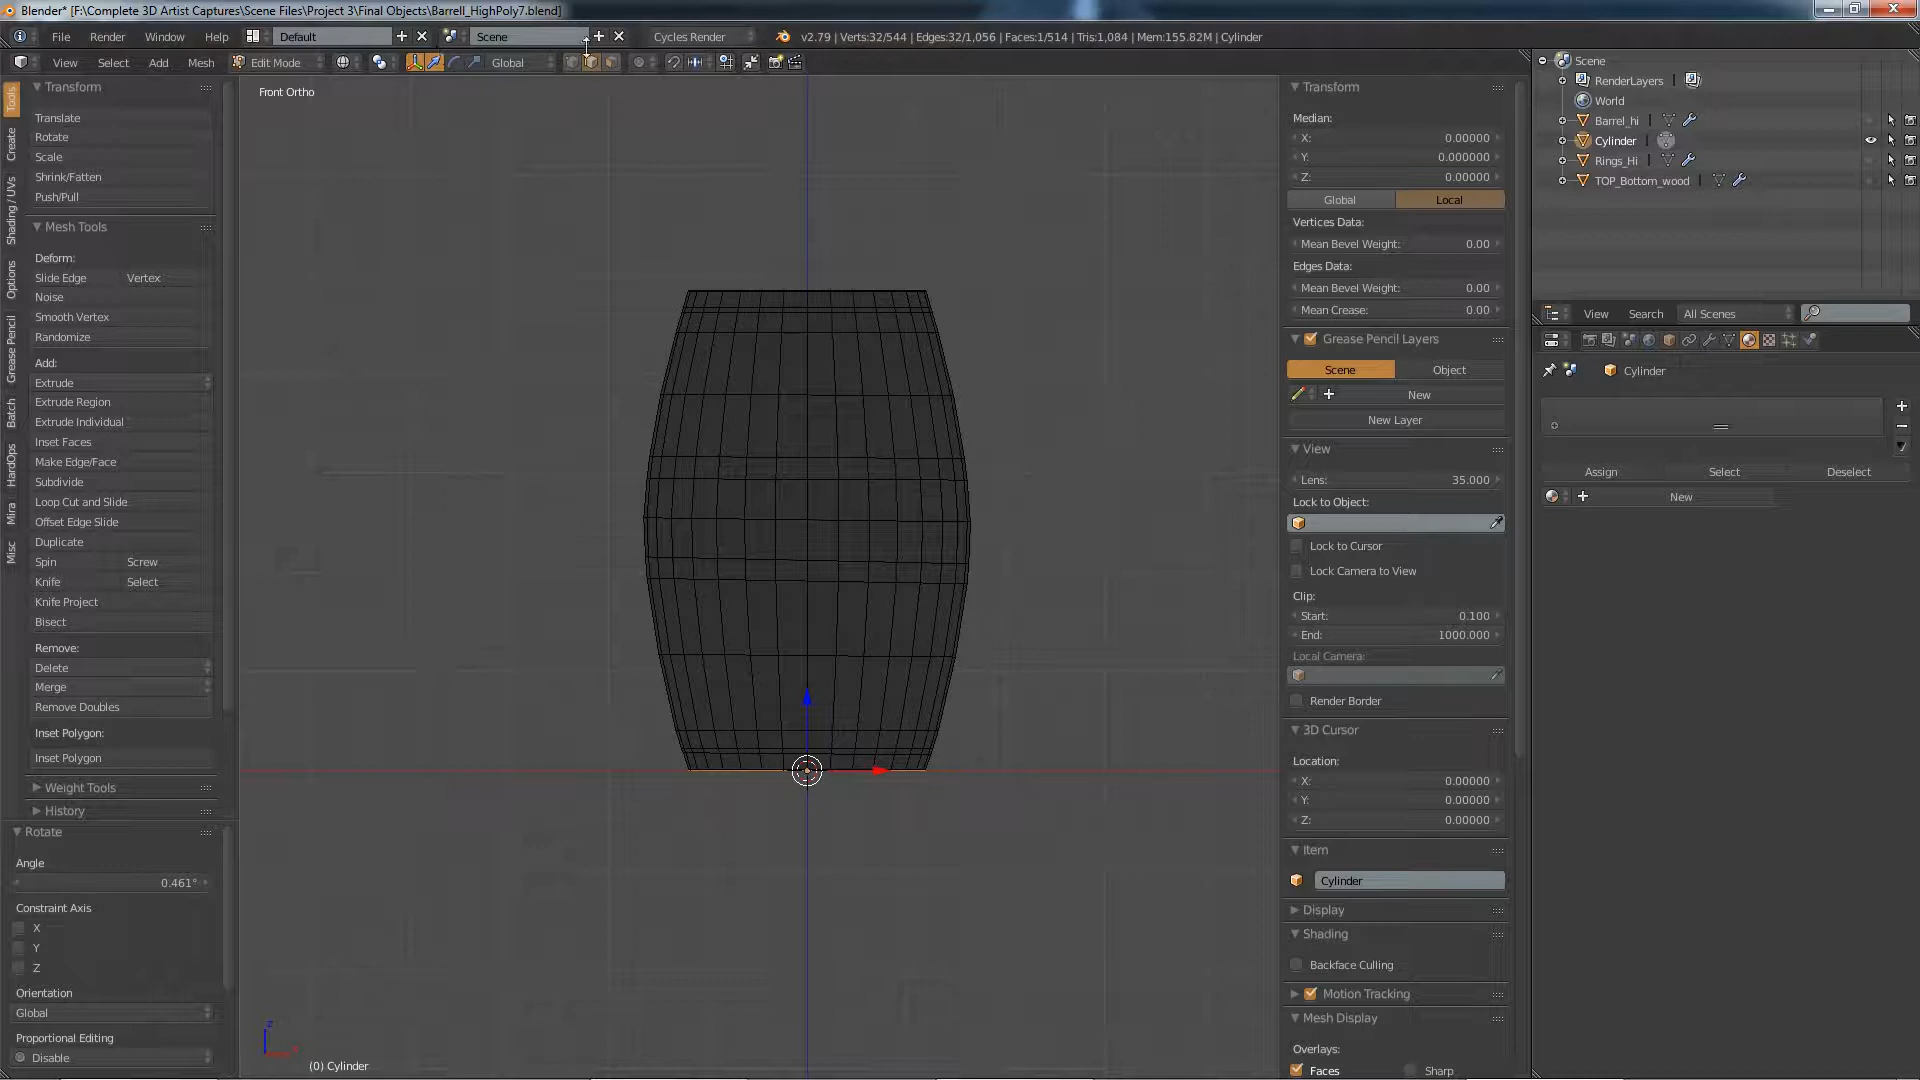 Blender* [F:\Complete 3D Artist Captures\Scene Files\Project 3\Final Objects\Barrell_HighPoly7.blend]
File Render Window Help Default Scene Cycles Render v2.79 | Verts:32/544 | Edges:32/1,056 | Faces:1/514 | Tris:1,084 | Mem:155.82M | Cylinder
View Select Add Mesh Edit Mode Global
Tools
Create
Shading / UVs
Options
Grease Pencil
Batch
HardOps
Mira
Misc
Transform
Translate
Rotate
Scale
Shrink/Fatten
Push/Pull
Mesh Tools
Deform:
Slide Edge Vertex
Noise
Smooth Vertex
Randomize
Add:
Extrude
Extrude Region
Extrude Individual
Inset Faces
Make Edge/Face
Subdivide
Loop Cut and Slide
Offset Edge Slide
Duplicate
Spin Screw
Knife Select
Knife Project
Bisect
Remove:
Delete
Merge
Remove Doubles
Inset Polygon:
Inset Polygon
Weight Tools
History
Rotate
Angle
0.461°
Constraint Axis
X
Y
Z
Orientation
Global
Proportional Editing
Disable
Front Ortho
z
(0) Cylinder
Transform
Median:
X: 0.00000
Y: 0.000000
Z: 0.00000
Global Local
Vertices Data:
Mean Bevel Weight: 0.00
Edges Data:
Mean Bevel Weight: 0.00
Mean Crease: 0.00
Grease Pencil Layers
Scene Object
New
New Layer
View
Lens: 35.000
Lock to Object:
Lock to Cursor
Lock Camera to View
Clip:
Start: 0.100
End: 1000.000
Local Camera:
Render Border
3D Cursor
Location:
X: 0.00000
Y: 0.00000
Z: 0.00000
Item
Cylinder
Display
Shading
Backface Culling
Motion Tracking
Mesh Display
Overlays:
Faces Sharp
Scene
RenderLayers
World
Barrel_hi
Cylinder
Rings_Hi
TOP_Bottom_wood
View Search All Scenes
Cylinder
Assign Select Deselect
New